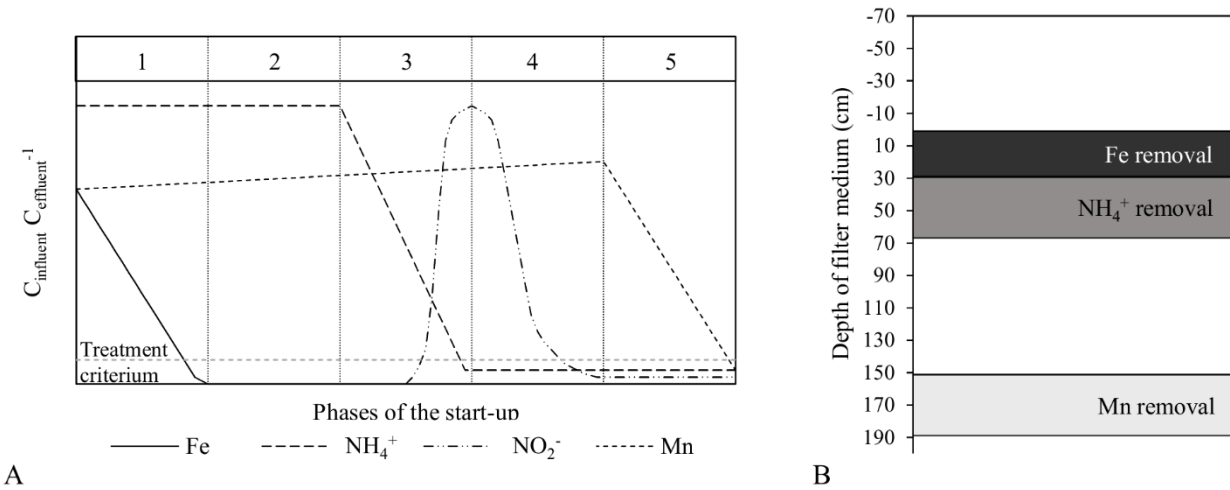 1 2 3 4 5
C_influent C_effluent^-1
Treatment
criterium
Phases of the start-up
Fe NH₄⁺ NO₂⁻ Mn
A
Depth of filter medium (cm)
-70
-50
-30
-10
10
30
50
70
90
110
130
150
170
190
Fe removal
NH₄⁺ removal
Mn removal
B